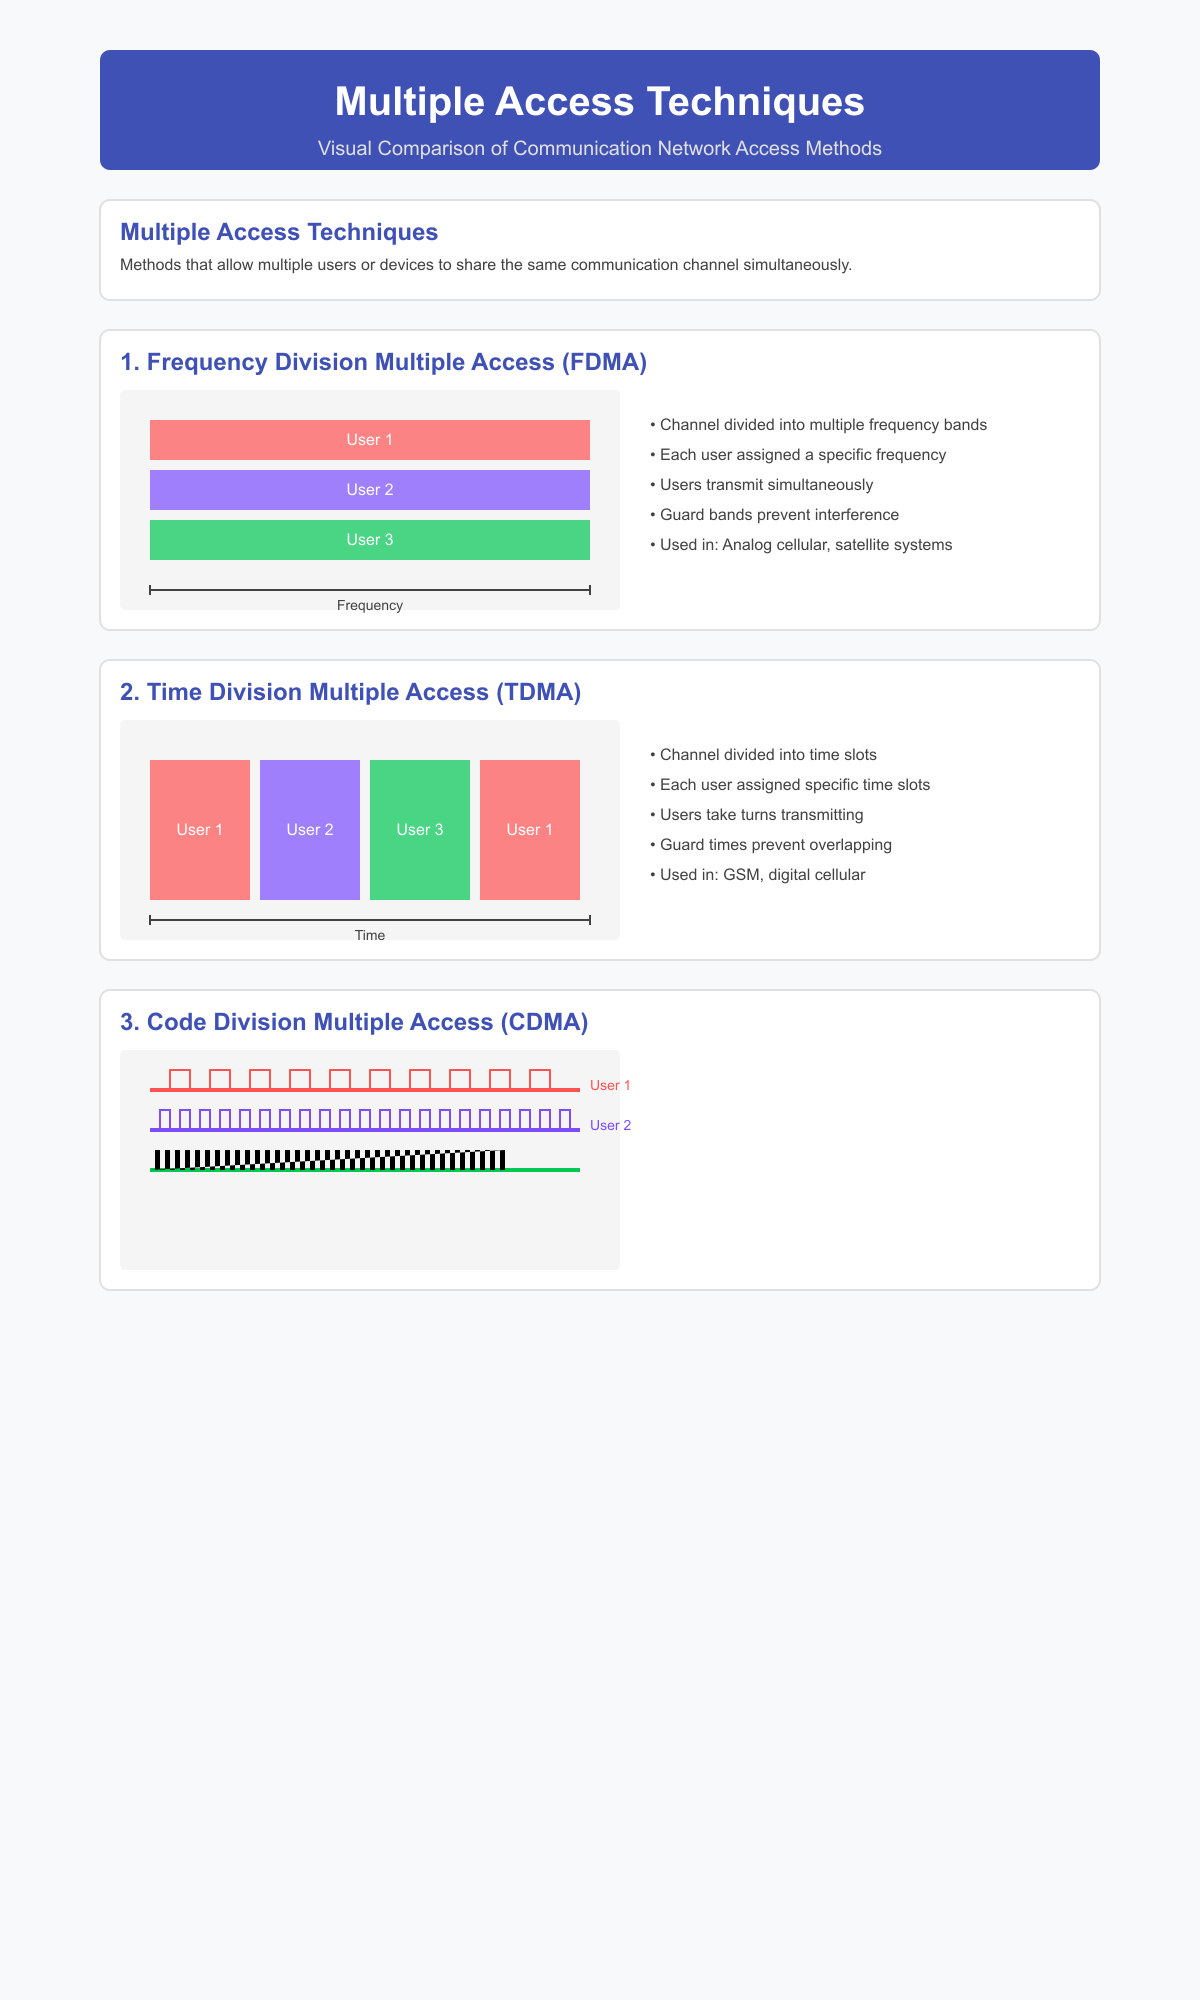 Multiple Access Techniques
Visual Comparison of Communication Network Access Methods
Multiple Access Techniques
Methods that allow multiple users or devices to share the same communication channel simultaneously.
1. Frequency Division Multiple Access (FDMA)
User 1
User 2
User 3
Frequency
• Channel divided into multiple frequency bands
• Each user assigned a specific frequency
• Users transmit simultaneously
• Guard bands prevent interference
• Used in: Analog cellular, satellite systems
2. Time Division Multiple Access (TDMA)
User 1 User 2 User 3 User 1
Time
• Channel divided into time slots
• Each user assigned specific time slots
• Users take turns transmitting
• Guard times prevent overlapping
• Used in: GSM, digital cellular
3. Code Division Multiple Access (CDMA)
User 1
User 2